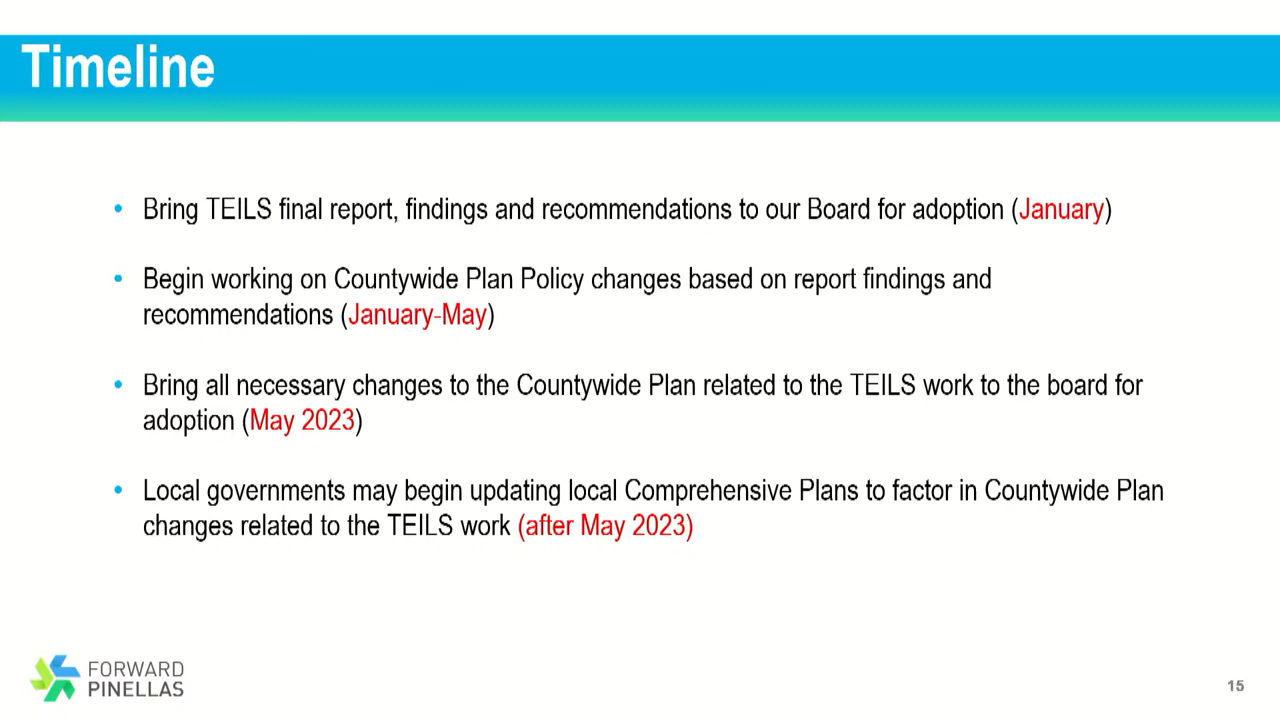 Timeline
• Bring TEILS final report, findings and recommendations to our Board for adoption (January)
• Begin working on Countywide Plan Policy changes based on report findings and
recommendations (January-May)
• Bring all necessary changes to the Countywide Plan related to the TEILS work to the board for
adoption (May 2023)
• Local governments may begin updating local Comprehensive Plans to factor in Countywide Plan
changes related to the TEILS work (after May 2023)
FORWARD
PINELLAS
15